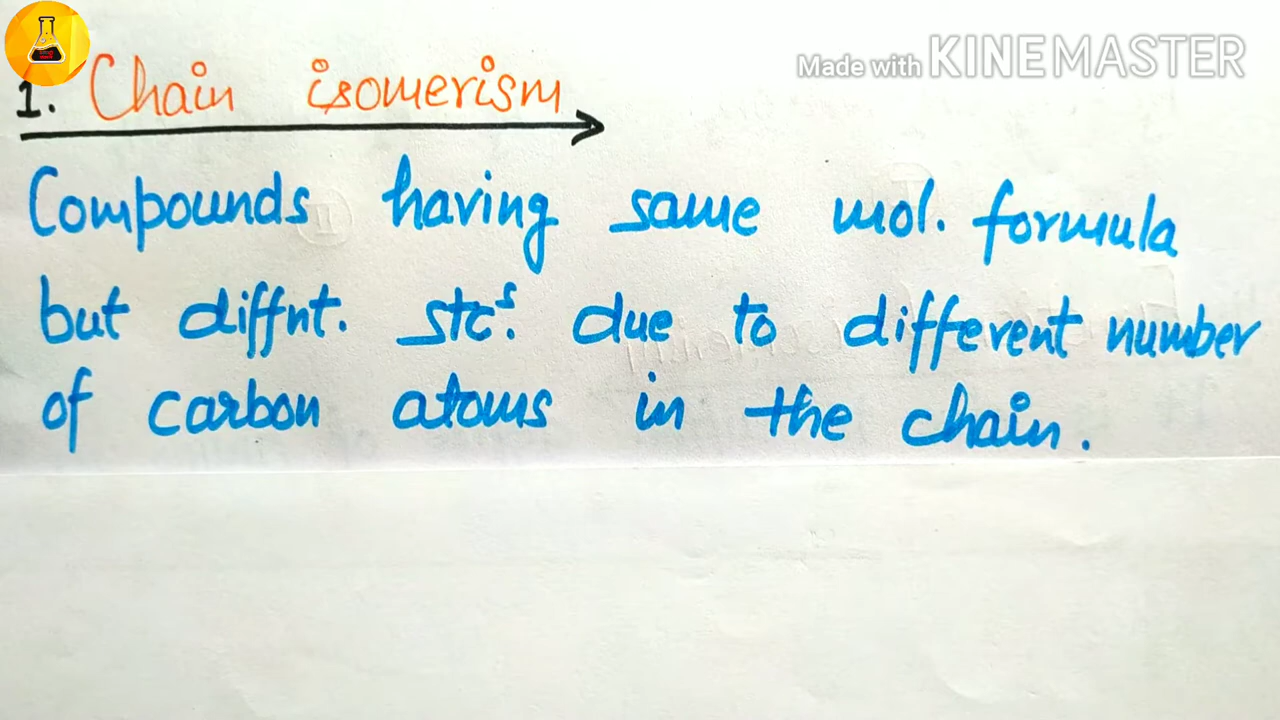 Made with KINEMASTER
1. Chain isomerism
Compounds having same mol. formula
but diffnt. stcs. due to different number
of carbon atoms in the chain.